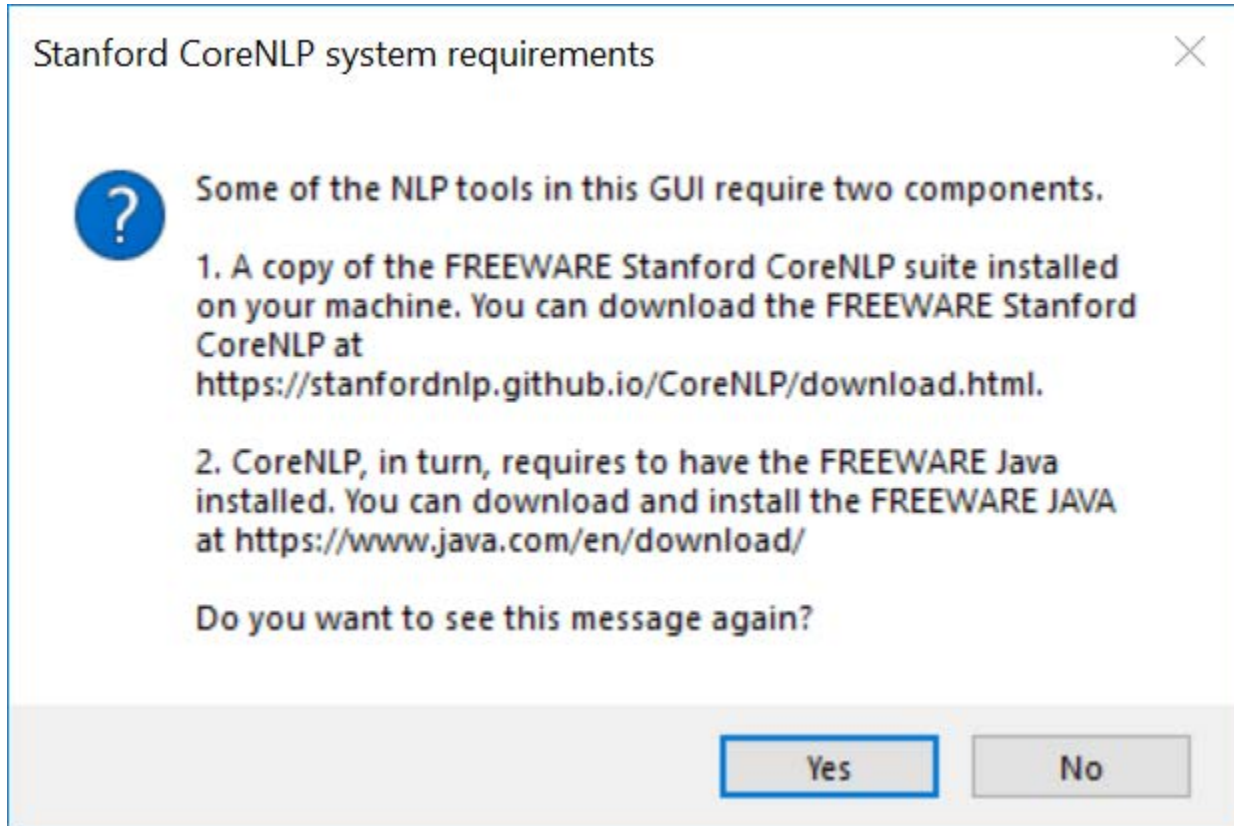 Stanford CoreNLP system requirements
Some of the NLP tools in this GUI require two components.
1. A copy of the FREEWARE Stanford CoreNLP suite installed
on your machine. You can download the FREEWARE Stanford
CoreNLP at
https://stanfordnlp.github.io/CoreNLP/download.html.
2. CoreNLP, in turn, requires to have the FREEWARE Java
installed. You can download and install the FREEWARE JAVA
at https://www.java.com/en/download/
Do you want to see this message again?
Yes No